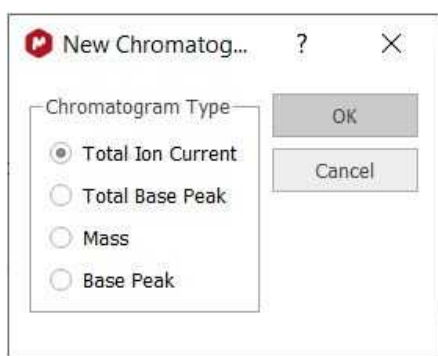 New Chromatog... ?
Chromatogram Type
OK
Total Ion Current
Cancel
Total Base Peak
Mass
Base Peak